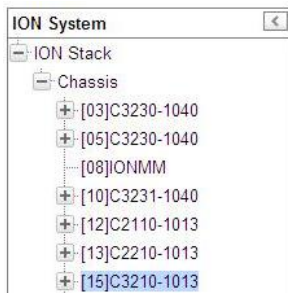 ION System
ION Stack
Chassis
[03]C3230-1040
[05]C3230-1040
[08]IONMM
[10]C3231-1040
[12]C2110-1013
[13]C2210-1013
[15]C3210-1013